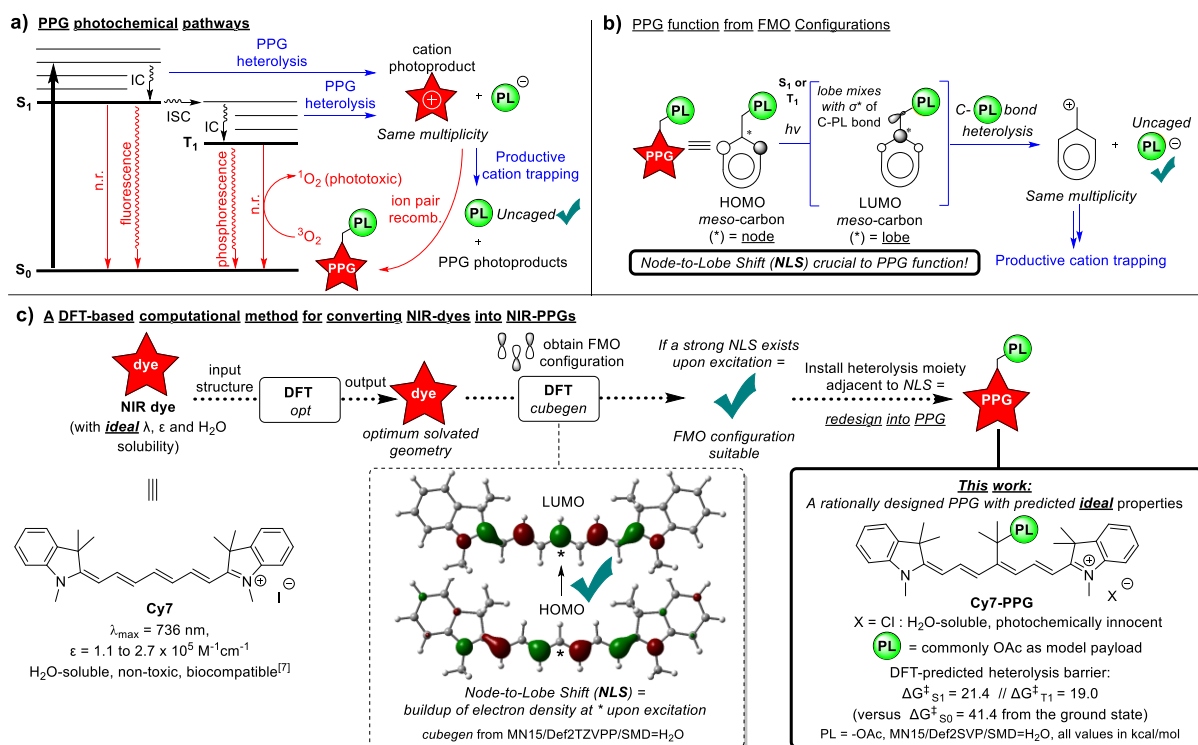 a) PPG photochemical pathways
PPG
heterolysis
cation
photoproduct
IC
PPG
heterolysis
+ PL ⊖
S1
ISC
Same multiplicity
IC
T1
Productive
cation trapping
n.r.
fluorescence
phosphorescence
n.r.
1O2 (phototoxic)
ion pair
recomb.
PL Uncaged
3O2
PL
+
PPG
PPG photoproducts
S0
b) PPG function from FMO Configurations
PL
PPG
PL
*
HOMO
meso-carbon
(*) = node
S1 or
T1
hv
lobe mixes
with σ* of
C-PL bond
PL
*
LUMO
meso-carbon
(*) = lobe
C- PL bond
heterolysis
⊕
+
Uncaged
PL ⊖
Same multiplicity
Node-to-Lobe Shift (NLS) crucial to PPG function!
Productive cation trapping
c) A DFT-based computational method for converting NIR-dyes into NIR-PPGs
dye
NIR dye
(with ideal λ, ε and H2O
solubility)
input
structure
DFT
opt
output
dye
optimum solvated
geometry
obtain FMO
configuration
DFT
cubegen
If a strong NLS exists
upon excitation =
FMO configuration
suitable
Install heterolysis moiety
adjacent to NLS =
redesign into PPG
PL
PPG
N
N
⊕
I⊖
Cy7
λmax = 736 nm,
ε = 1.1 to 2.7 x 10^5 M-1cm-1
H2O-soluble, non-toxic, biocompatible[7]
LUMO
*
HOMO
*
Node-to-Lobe Shift (NLS) =
buildup of electron density at * upon excitation
cubegen from MN15/Def2TZVPP/SMD=H2O
This work:
A rationally designed PPG with predicted ideal properties
PL
N
N
⊕
X⊖
Cy7-PPG
X = Cl : H2O-soluble, photochemically innocent
PL = commonly OAc as model payload
DFT-predicted heterolysis barrier:
ΔG‡S1 = 21.4 // ΔG‡T1 = 19.0
(versus ΔG‡S0 = 41.4 from the ground state)
PL = -OAc, MN15/Def2SVP/SMD=H2O, all values in kcal/mol